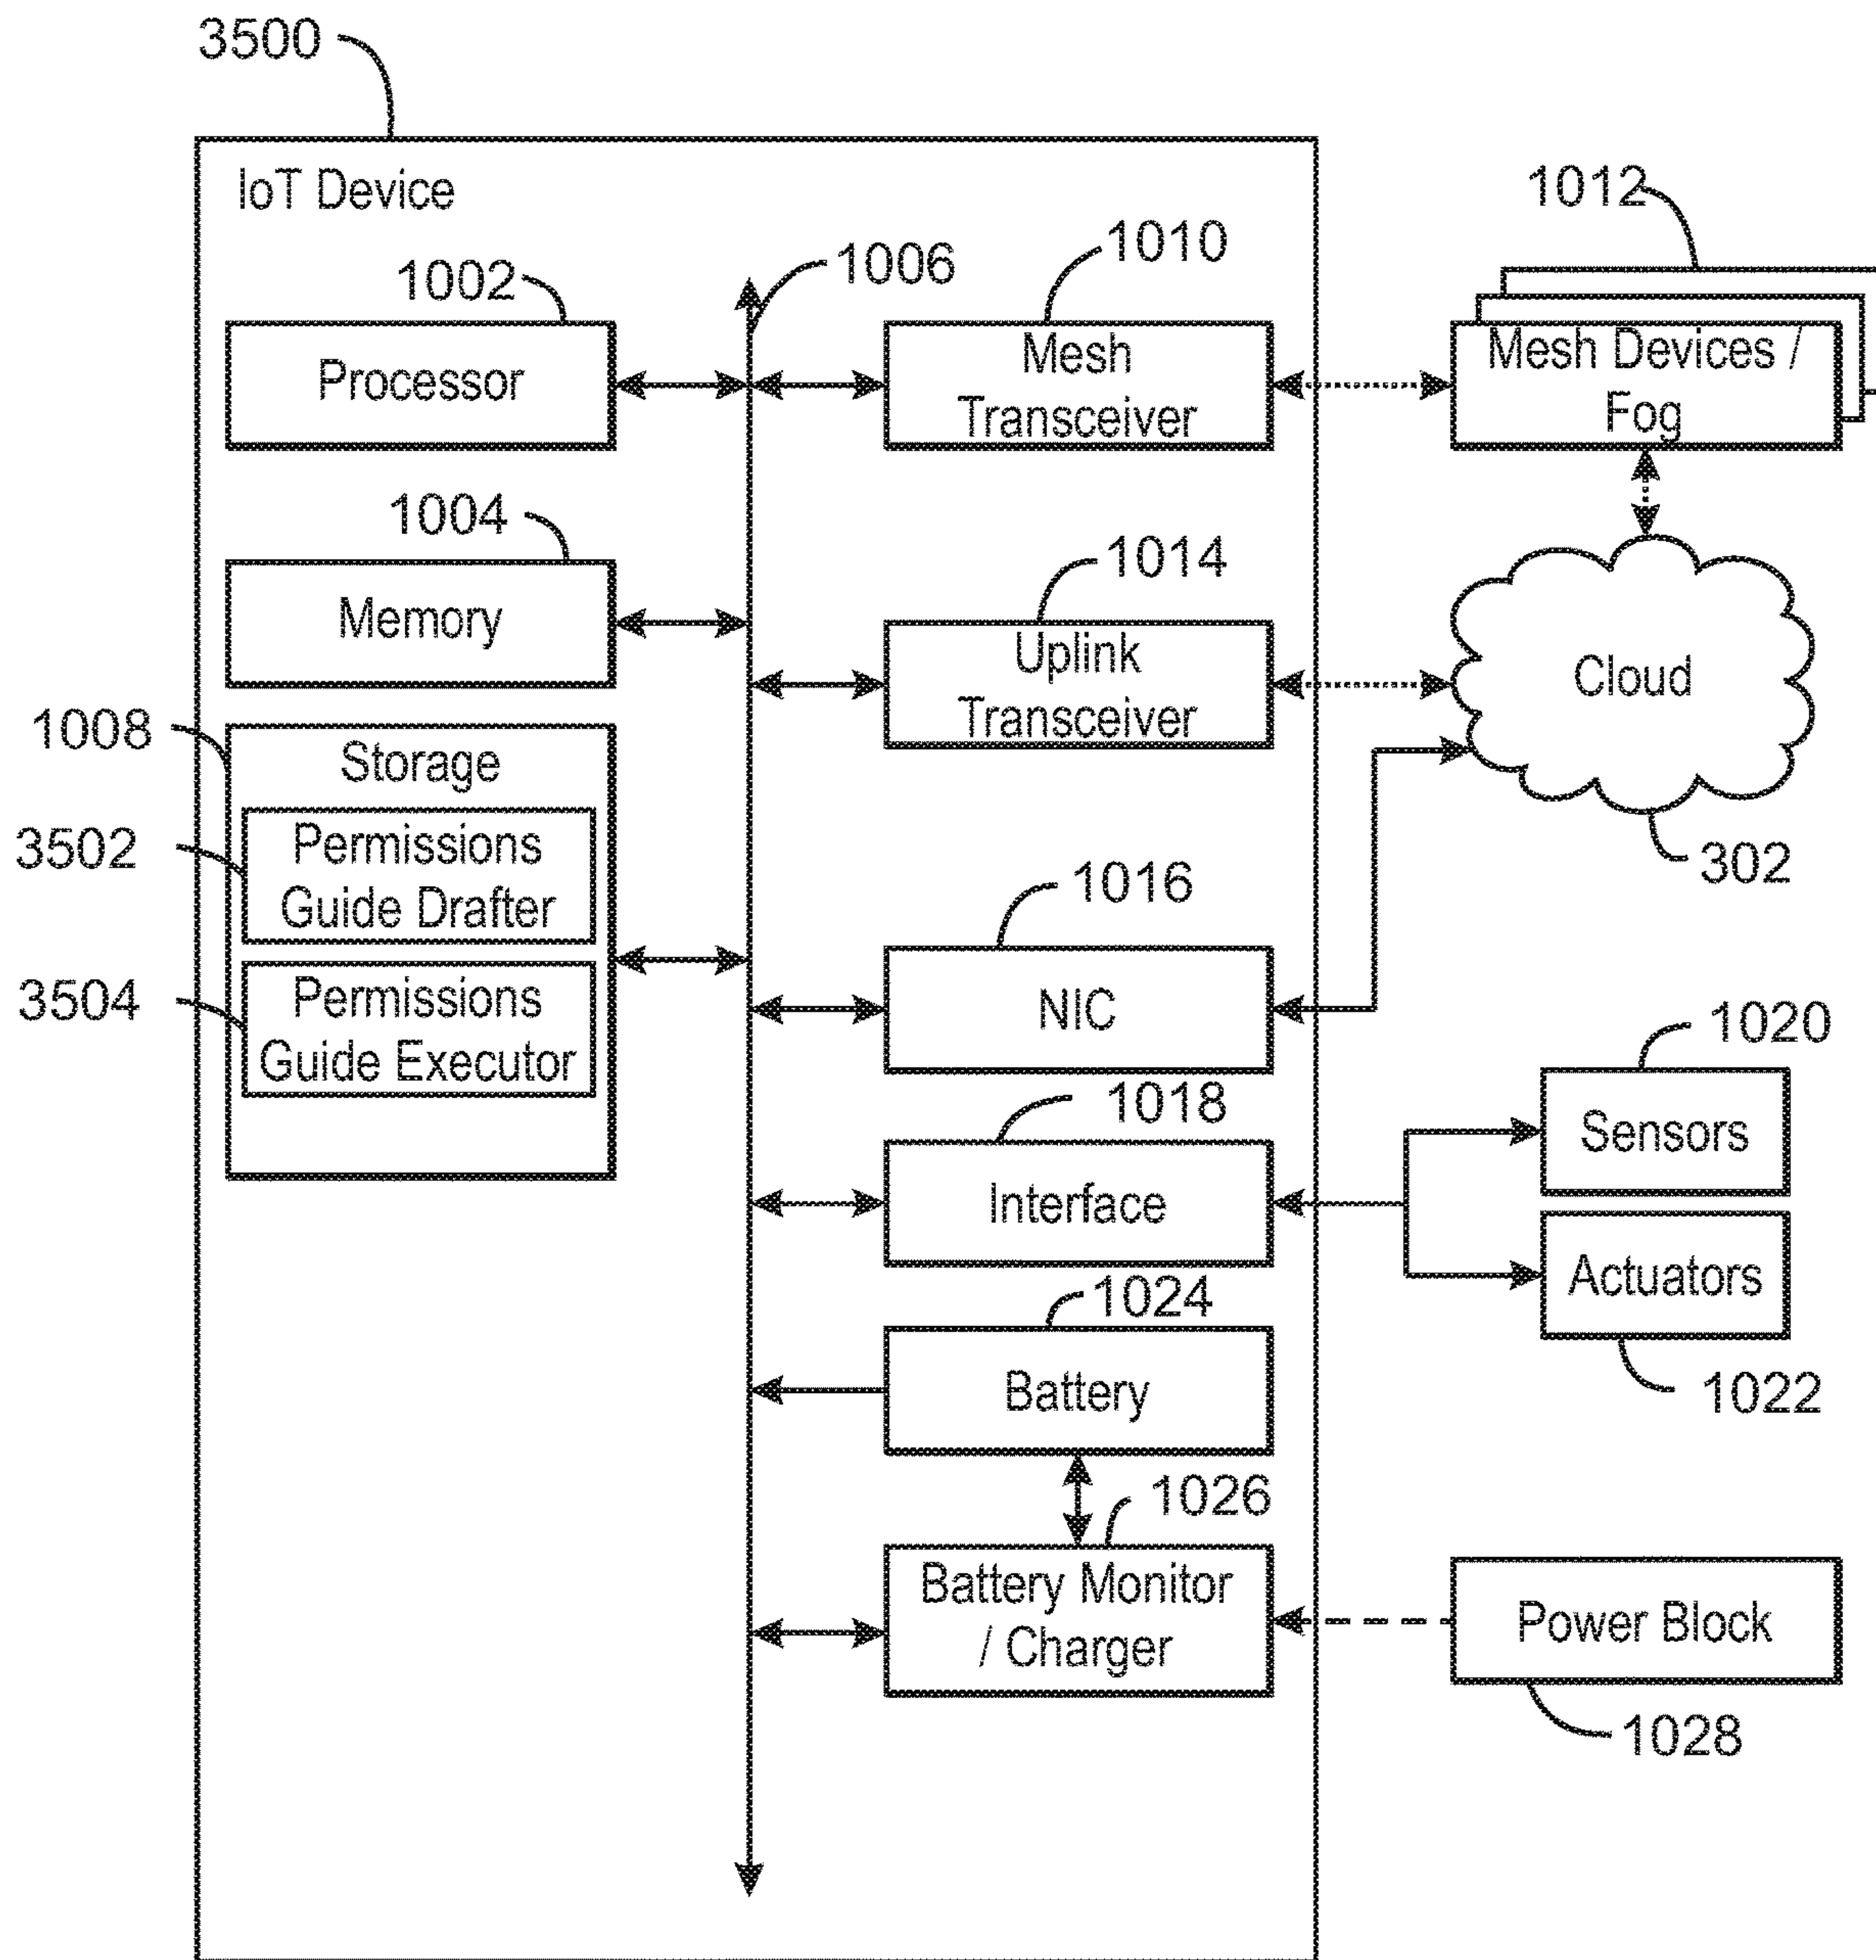 3500
IoT Device
1012
1010
1006
1002
Processor
Mesh
Transceiver
Mesh Devices /
Fog
1004
Memory
1014
Uplink
Transceiver
Cloud
302
1008
Storage
3502
Permissions
Guide Drafter
3504
Permissions
Guide Executor
1016
NIC
1018
Interface
1020
Sensors
Actuators
1022
1024
Battery
1026
Battery Monitor
/ Charger
Power Block
1028